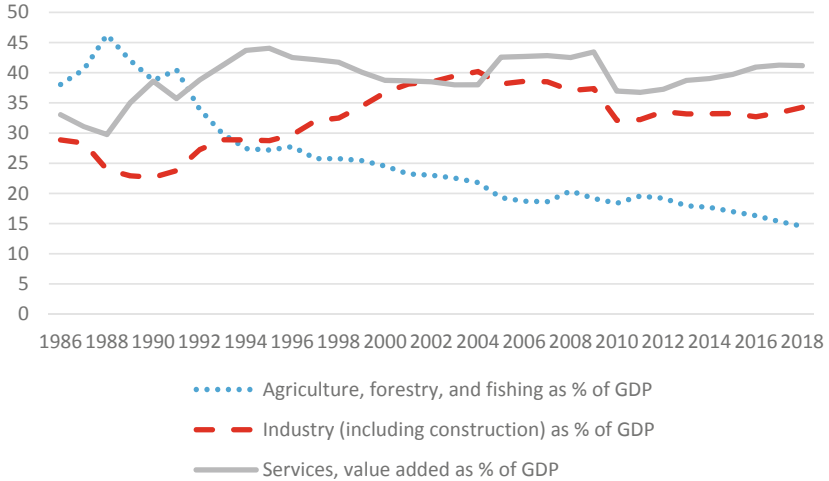 50
45
40
35
30
25
20
15
10
5
0
1986 1988 1990 1992 1994 1996 1998 2000 2002 2004 2006 2008 2010 2012 2014 2016 2018
Agriculture, forestry, and fishing as % of GDP
Industry (including construction) as % of GDP
Services, value added as % of GDP